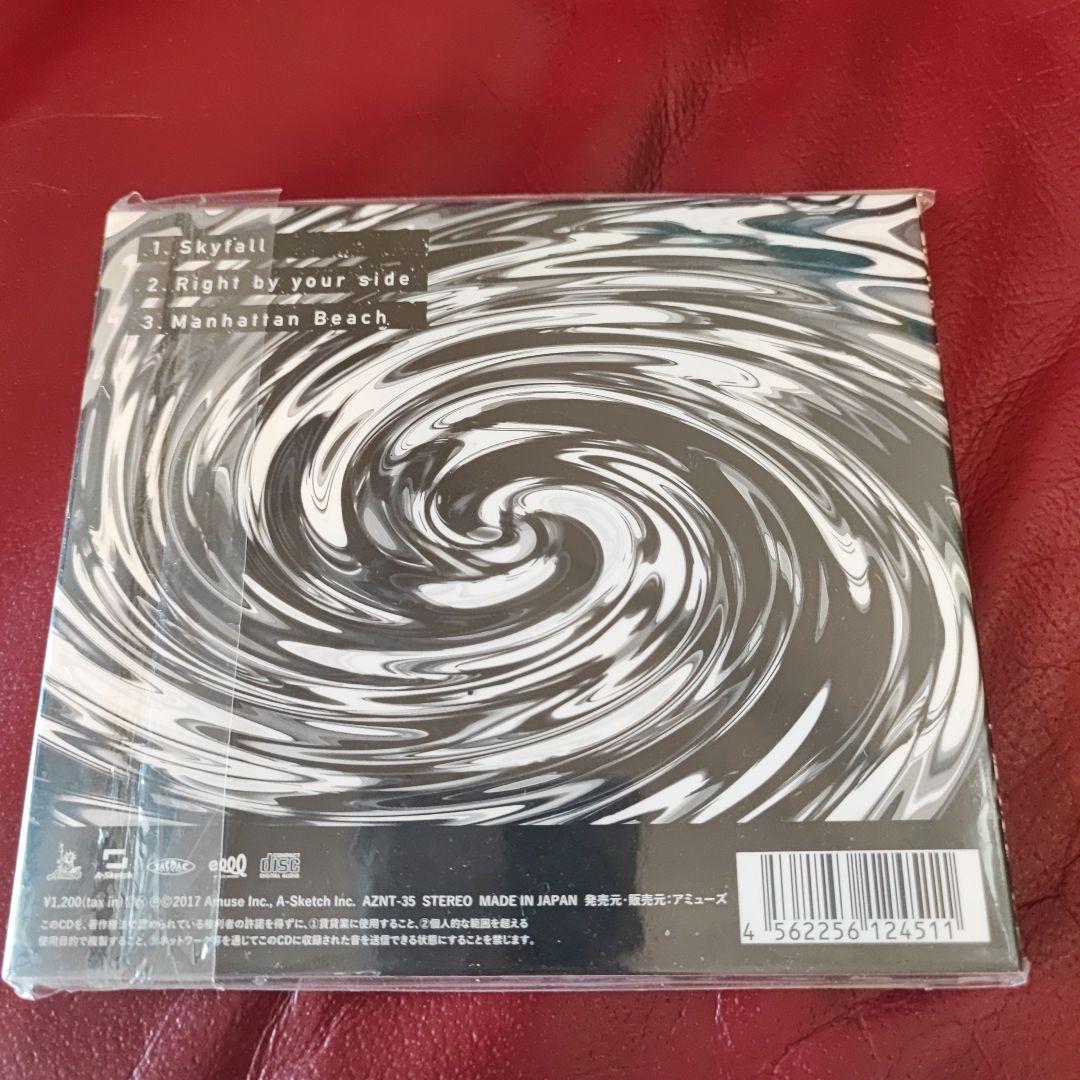 1. Skyfall
2. Right by your side
3. Manhattan Beach
A-Sketch
JASRAC
COMPACT
disc
DIGITAL AUDIO
¥1,200(tax in) ℗©2017 Amuse Inc., A-Sketch Inc. AZNT-35 STEREO MADE IN JAPAN 発売元・販売元:アミューズ
このCDを、著作権法で認められている権利者の許諾を得ずに、①賃貸業に使用すること、②個人的な範囲を超える
使用目的で複製すること、③ネットワーク等を通じてこのCDに収録された音を送信できる状態にすることを禁じます。
4 562256 124511